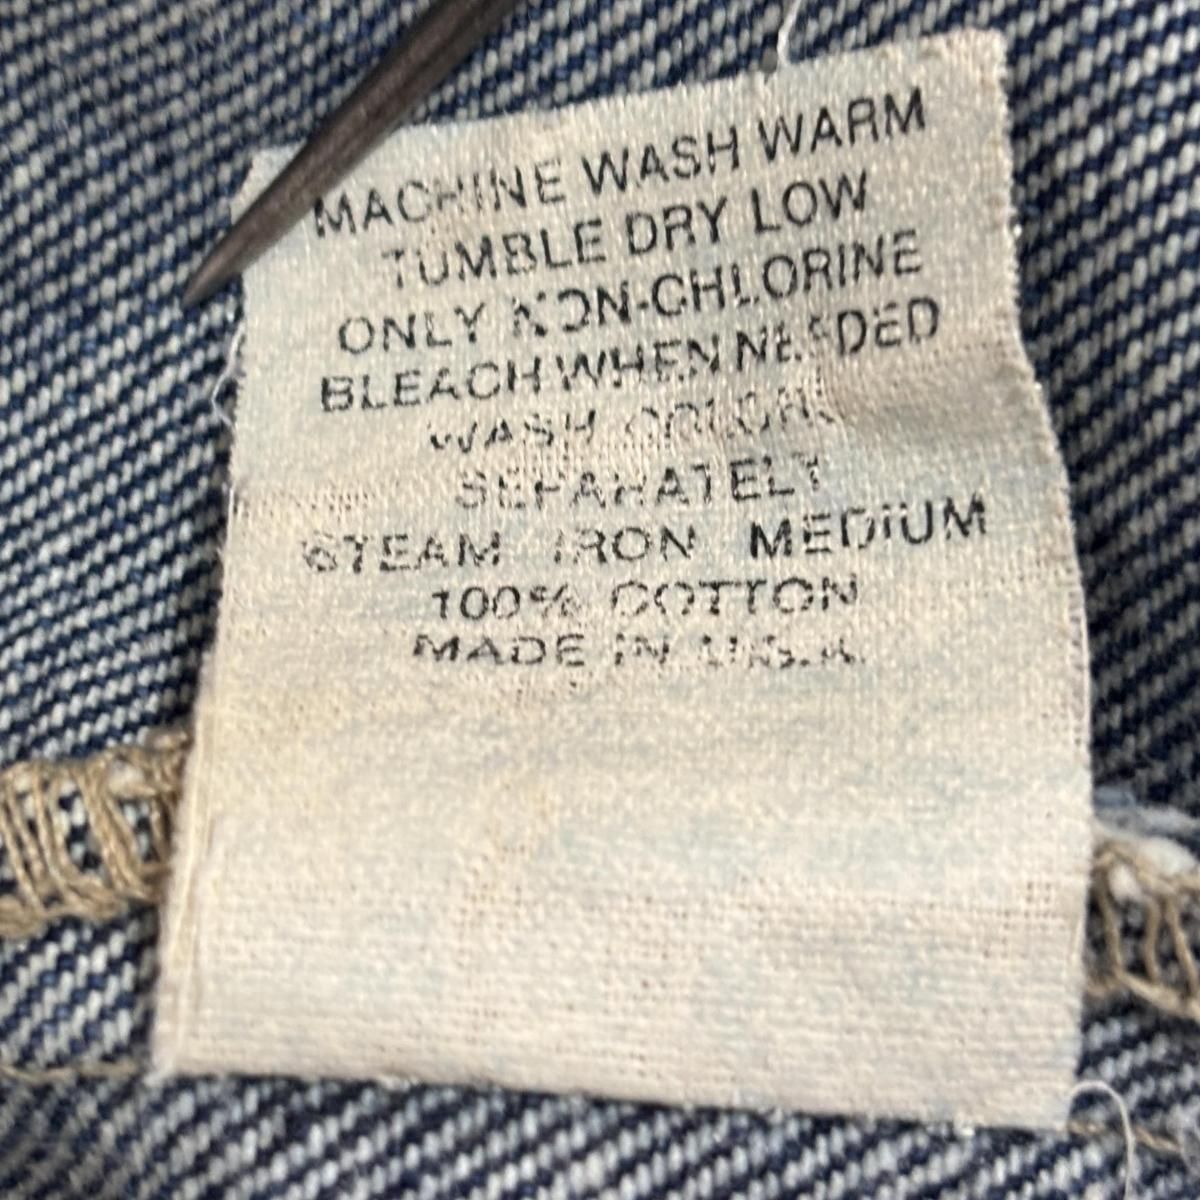 MACHINE WASH WARM
TUMBLE DRY LOW
ONLY NON-CHLORINE
BLEACH WHEN NEEDED
WASH COLORS
SEPARATELY
STEAM IRON MEDIUM
100% COTTON
MADE IN U.S.A.